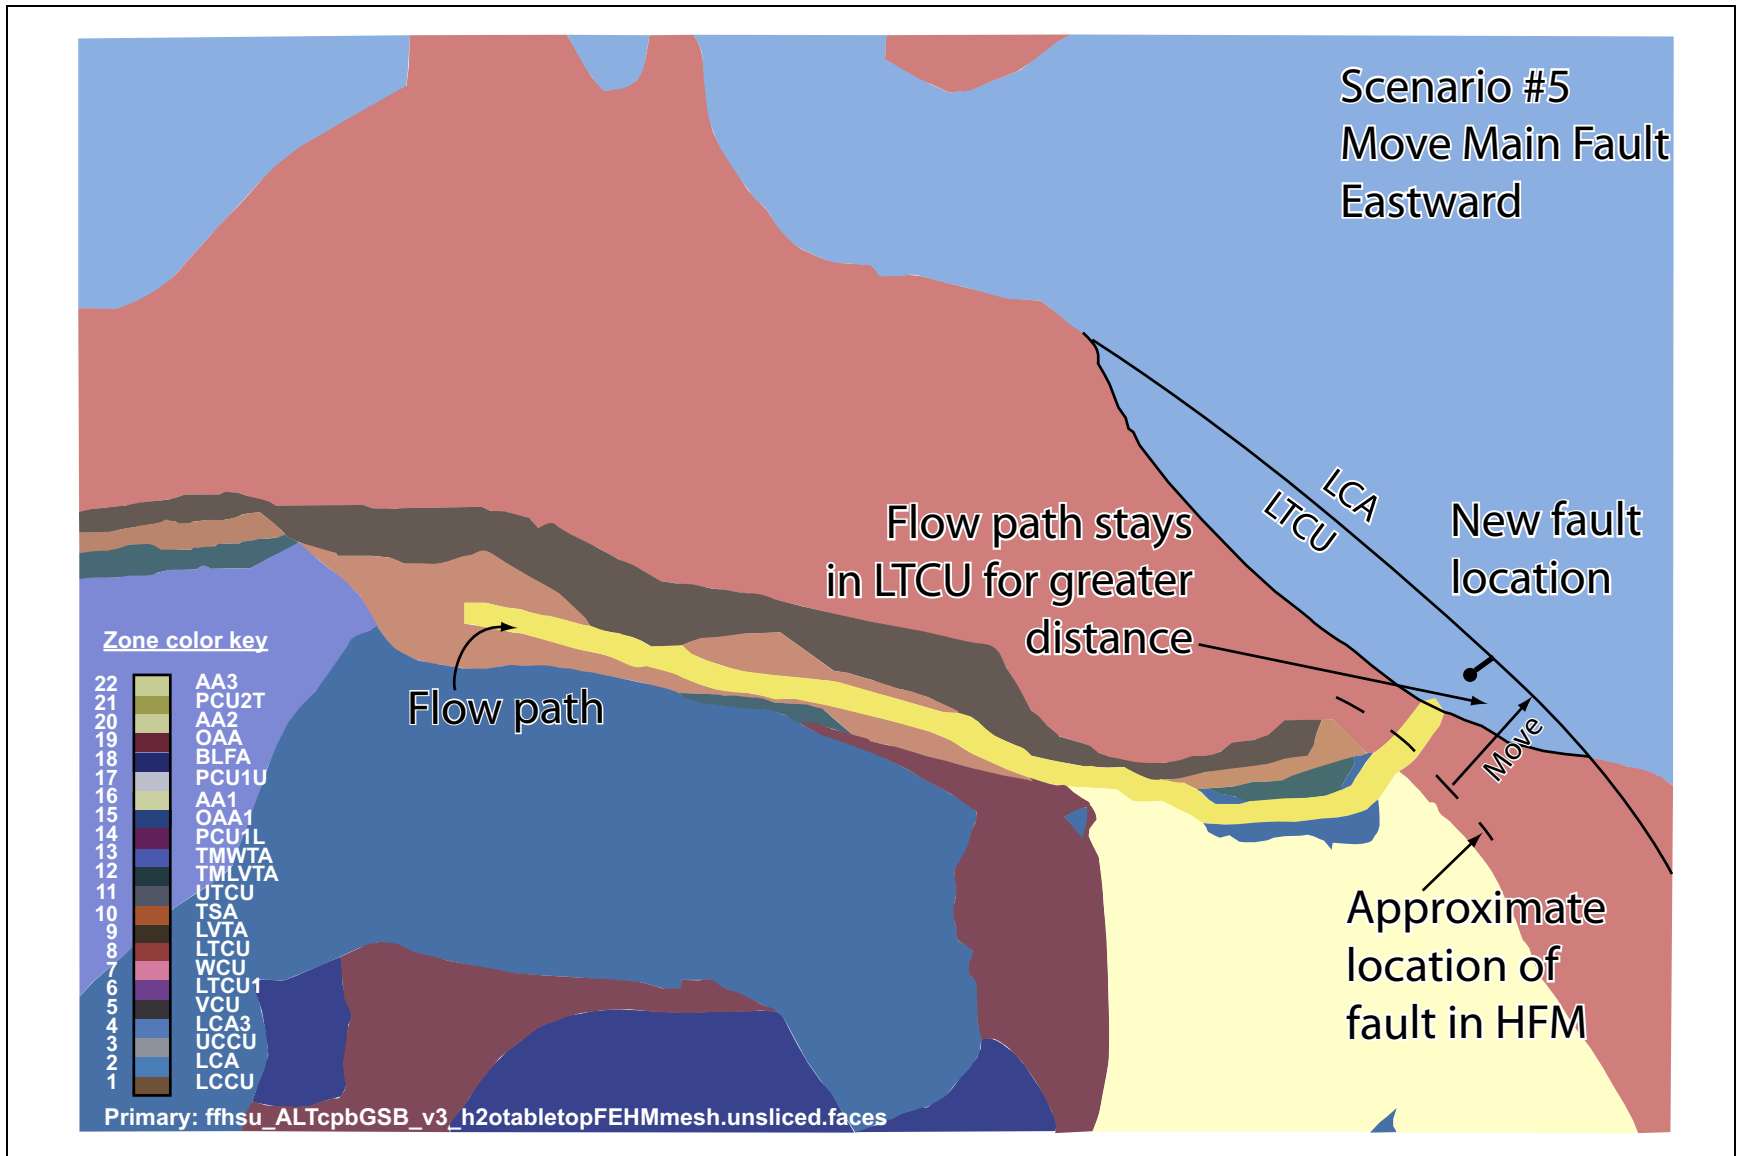 Scenario #5
Move Main Fault
Eastward
LCA
LTCU
New fault
location
Flow path stays
in LTCU for greater
distance
Move
Flow path
Approximate
location of
fault in HFM
Zone color key
22 AA3
21 PCU2T
20 AA2
19 OAA
18 BLFA
17 PCU1U
16 AA1
15 OAA1
14 PCU1L
13 TMWTA
12 TMLVTA
11 UTCU
10 TSA
9 LVTA
8 LTCU
7 WCU
6 LTCU1
5 VCU
4 LCA3
3 UCCU
2 LCA
1 LCCU
Primary: ffhsu_ALTcpbGSB_v3_h2otabletopFEHMmesh.unsliced.faces